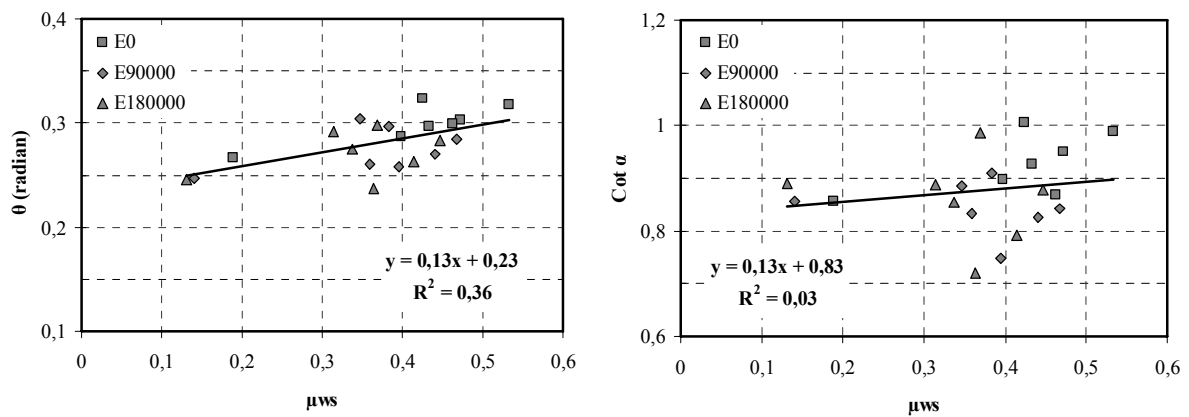 0,4
0,3
0,2
0,1
θ (radian)
E0
E90000
E180000
y = 0,13x + 0,23
R² = 0,36
0 0,1 0,2 0,3 0,4 0,5 0,6
μws
1,2
1
0,8
0,6
Cot α
E0
E90000
E180000
y = 0,13x + 0,83
R² = 0,03
0 0,1 0,2 0,3 0,4 0,5 0,6
μws